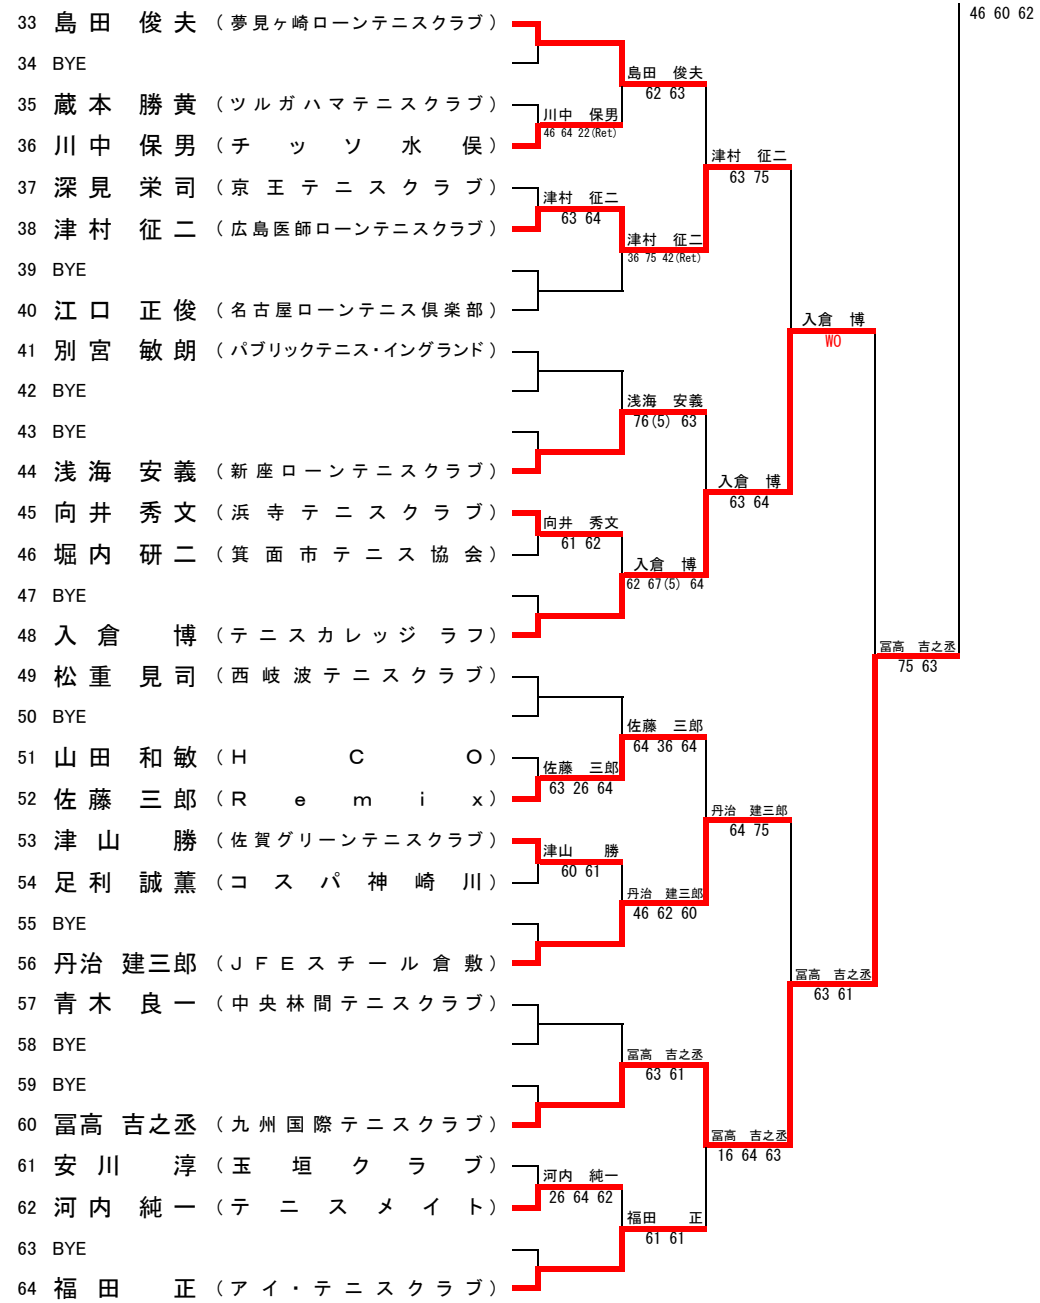 46 60 62
33 島田 俊夫 (夢見ヶ崎ローンテニスクラブ)
34 BYE
島田 俊夫
62 63
35 蔵本 勝黄 (ツルガハマテニスクラブ)
川中 保男
46 64 22(Ret)
36 川中 保男 (チッソ水俣)
津村 征二
63 75
37 深見 栄司 (京王テニスクラブ)
津村 征二
63 64
38 津村 征二 (広島医師ローンテニスクラブ)
津村 征二
36 75 42(Ret)
39 BYE
40 江口 正俊 (名古屋ローンテニス倶楽部)
入倉 博
WO
41 別宮 敏朗 (パブリックテニス・イングランド)
42 BYE
浅海 安義
76(5) 63
43 BYE
44 浅海 安義 (新座ローンテニスクラブ)
入倉 博
63 64
45 向井 秀文 (浜寺テニスクラブ)
向井 秀文
61 62
46 堀内 研二 (箕面市テニス協会)
入倉 博
62 67(5) 64
47 BYE
48 入倉 博 (テニスカレッジ ラフ)
冨高 吉之丞
75 63
49 松重 見司 (西岐波テニスクラブ)
50 BYE
佐藤 三郎
64 36 64
51 山田 和敏 (HCO)
佐藤 三郎
63 26 64
52 佐藤 三郎 (Remix)
丹治 建三郎
64 75
53 津山 勝 (佐賀グリーンテニスクラブ)
津山 勝
60 61
54 足利 誠薫 (コスパ神崎川)
丹治 建三郎
46 62 60
55 BYE
56 丹治 建三郎 (JFEスチール倉敷)
冨高 吉之丞
63 61
57 青木 良一 (中央林間テニスクラブ)
58 BYE
冨高 吉之丞
63 61
59 BYE
60 冨高 吉之丞 (九州国際テニスクラブ)
冨高 吉之丞
16 64 63
61 安川 淳 (玉垣クラブ)
河内 純一
26 64 62
62 河内 純一 (テニスメイト)
福田 正
61 61
63 BYE
64 福田 正 (アイ・テニスクラブ)